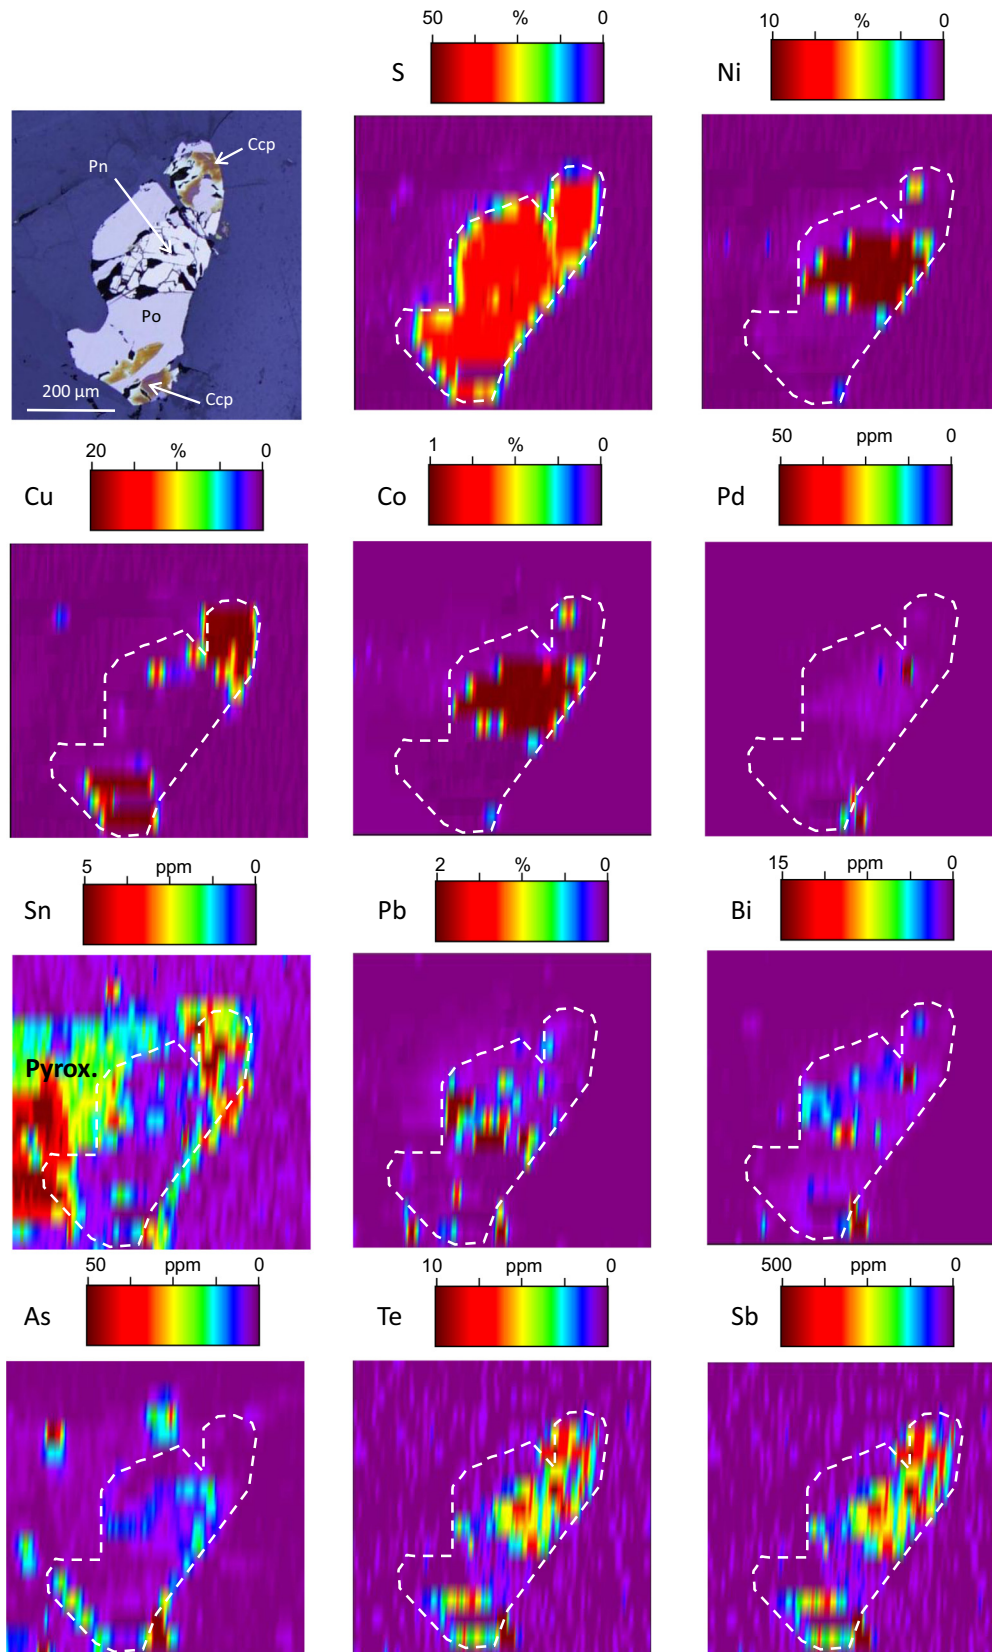 50 % 0
S
10 % 0
Ni
Ccp
Pn
Po
200 µm
Ccp
20 % 0
Cu
1 % 0
Co
50 ppm 0
Pd
5 ppm 0
Sn
2 % 0
Pb
15 ppm 0
Bi
Pyrox.
50 ppm 0
As
10 ppm 0
Te
500 ppm 0
Sb